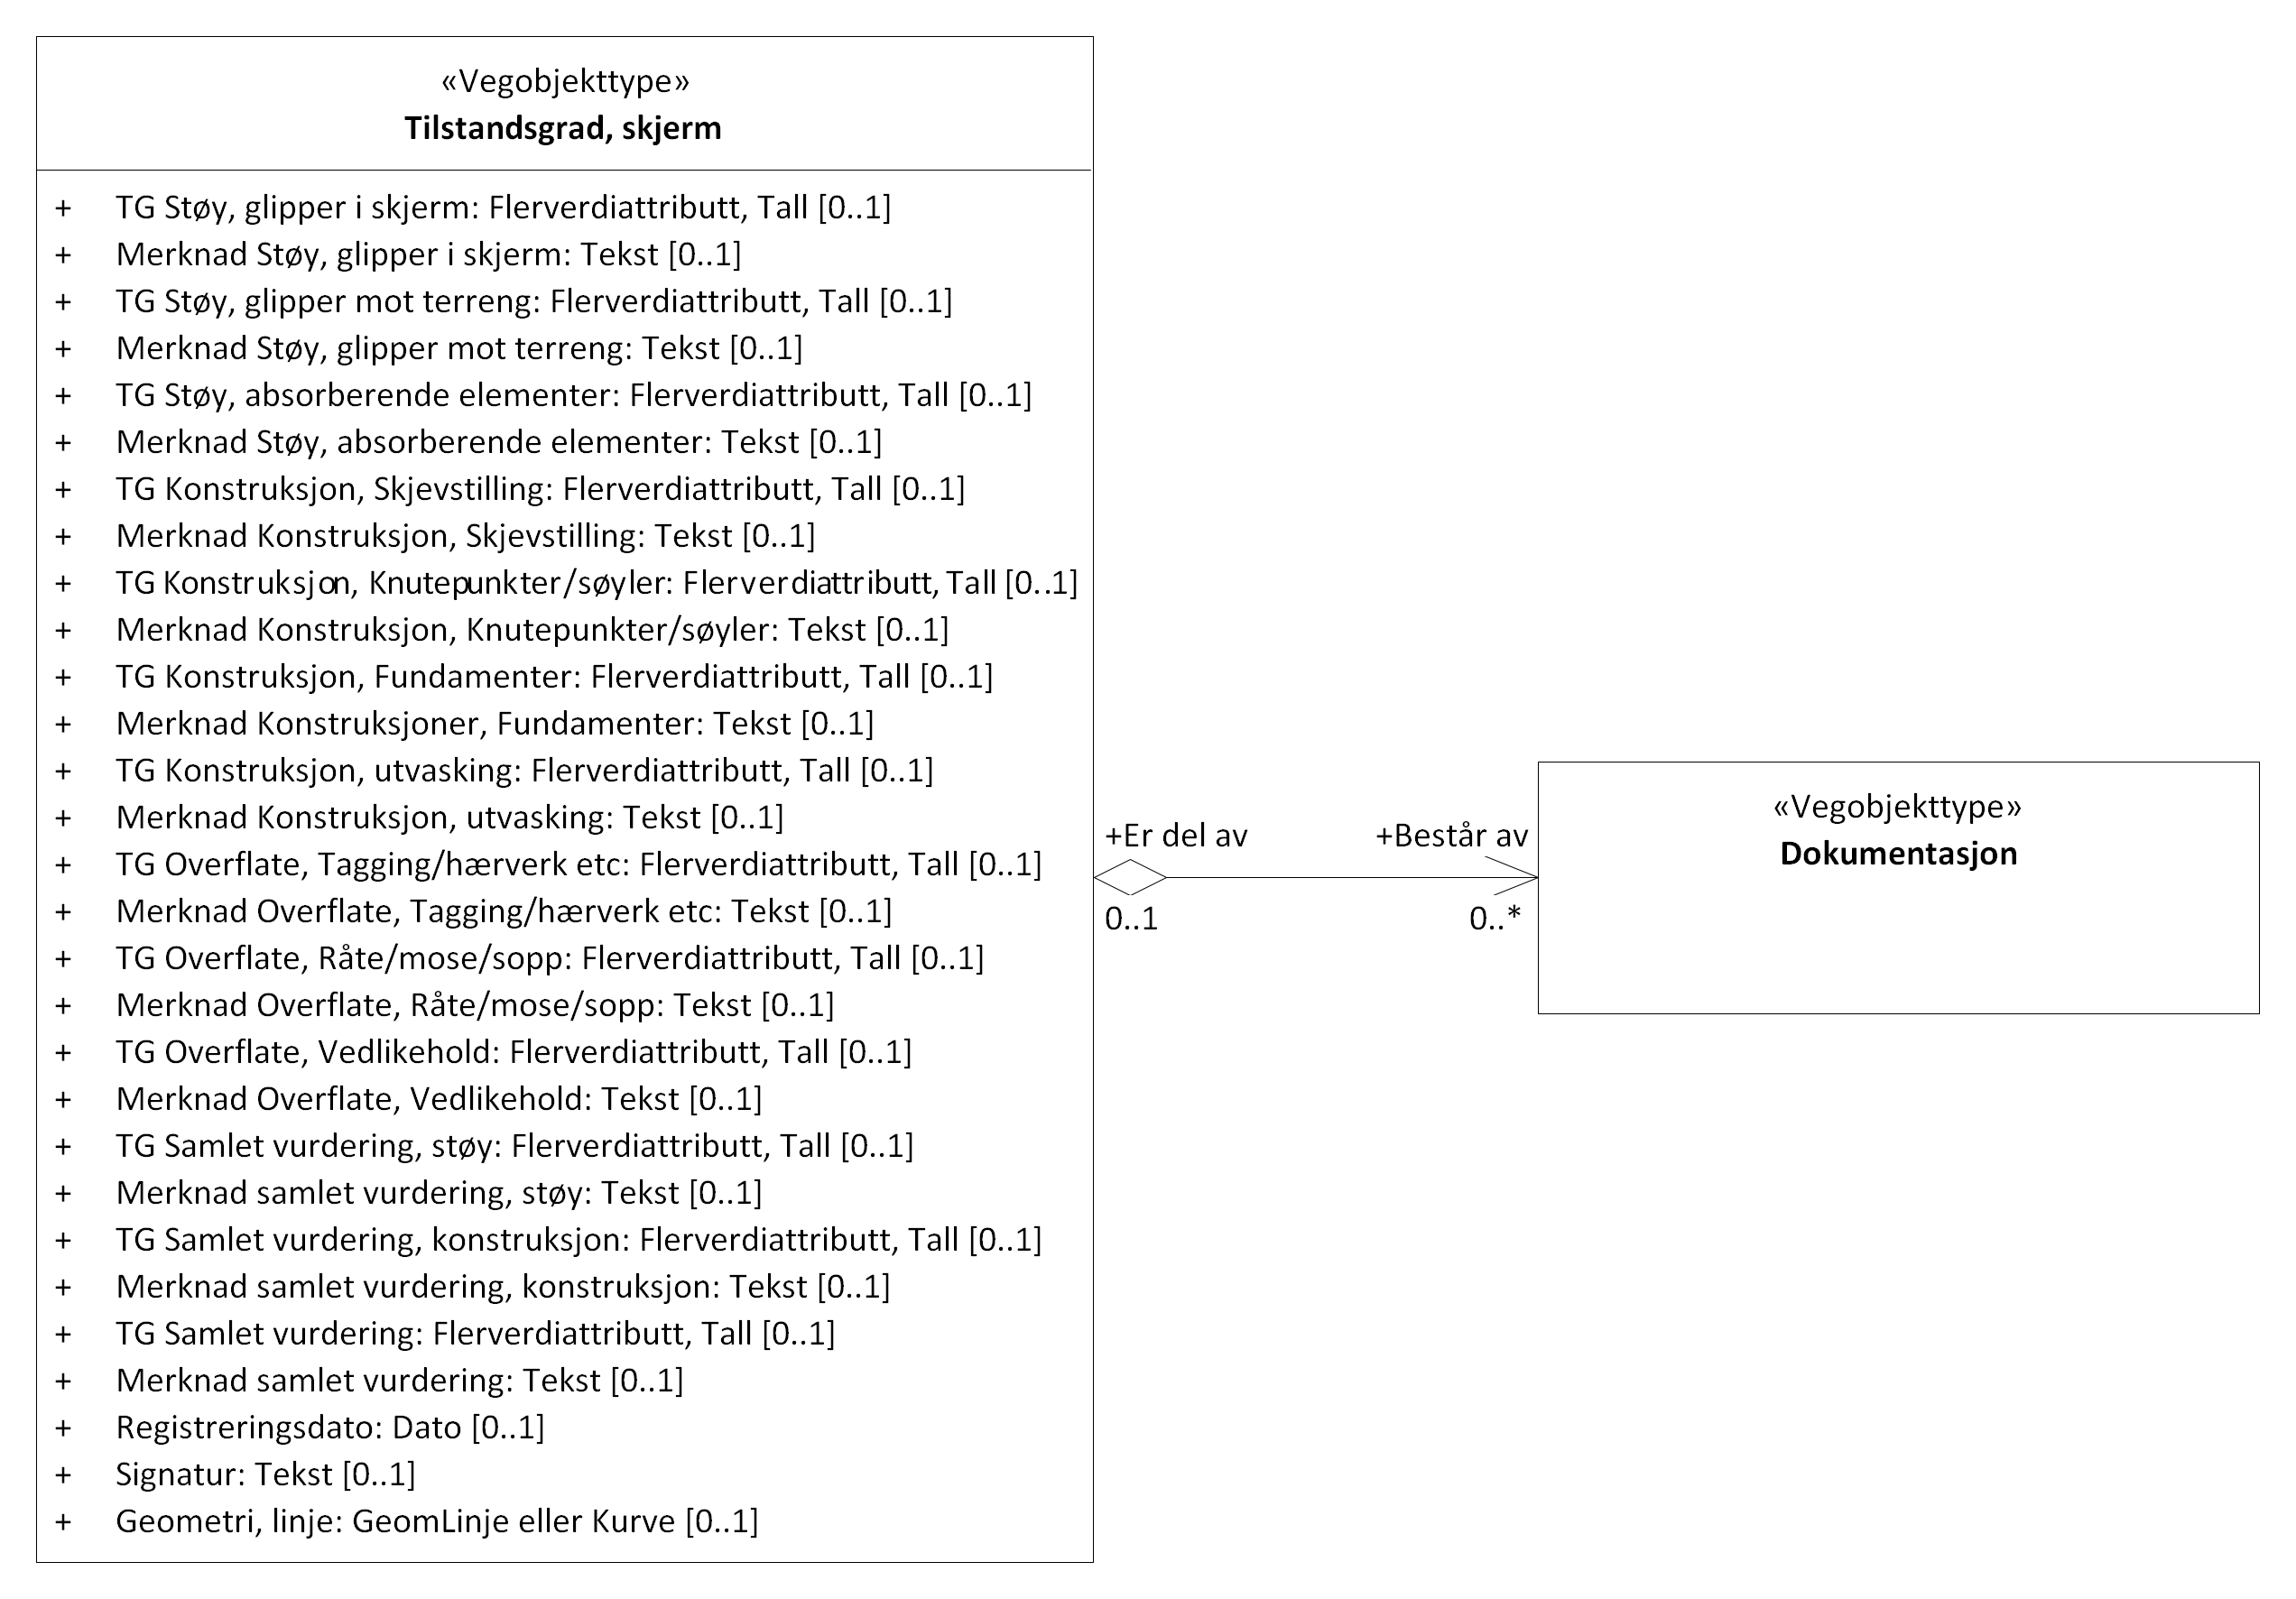 «Vegobjekttype»
Tilstandsgrad, skjerm
+ TG Støy, glipper i skjerm: Flerverdiattributt, Tall [0..1]
+ Merknad Støy, glipper i skjerm: Tekst [0..1]
+ TG Støy, glipper mot terreng: Flerverdiattributt, Tall [0..1]
+ Merknad Støy, glipper mot terreng: Tekst [0..1]
+ TG Støy, absorberende elementer: Flerverdiattributt, Tall [0..1]
+ Merknad Støy, absorberende elementer: Tekst [0..1]
+ TG Konstruksjon, Skjevstilling: Flerverdiattributt, Tall [0..1]
+ Merknad Konstruksjon, Skjevstilling: Tekst [0..1]
+ TG Konstruksjon, Knutepunkter/søyler: Flerverdiattributt, Tall [0..1]
+ Merknad Konstruksjon, Knutepunkter/søyler: Tekst [0..1]
+ TG Konstruksjon, Fundamenter: Flerverdiattributt, Tall [0..1]
+ Merknad Konstruksjoner, Fundamenter: Tekst [0..1]
+ TG Konstruksjon, utvasking: Flerverdiattributt, Tall [0..1]
+ Merknad Konstruksjon, utvasking: Tekst [0..1]
+ TG Overflate, Tagging/hærverk etc: Flerverdiattributt, Tall [0..1]
+ Merknad Overflate, Tagging/hærverk etc: Tekst [0..1]
+ TG Overflate, Råte/mose/sopp: Flerverdiattributt, Tall [0..1]
+ Merknad Overflate, Råte/mose/sopp: Tekst [0..1]
+ TG Overflate, Vedlikehold: Flerverdiattributt, Tall [0..1]
+ Merknad Overflate, Vedlikehold: Tekst [0..1]
+ TG Samlet vurdering, støy: Flerverdiattributt, Tall [0..1]
+ Merknad samlet vurdering, støy: Tekst [0..1]
+ TG Samlet vurdering, konstruksjon: Flerverdiattributt, Tall [0..1]
+ Merknad samlet vurdering, konstruksjon: Tekst [0..1]
+ TG Samlet vurdering: Flerverdiattributt, Tall [0..1]
+ Merknad samlet vurdering: Tekst [0..1]
+ Registreringsdato: Dato [0..1]
+ Signatur: Tekst [0..1]
+ Geometri, linje: GeomLinje eller Kurve [0..1]
+Er del av
0..1
+Består av
0..*
«Vegobjekttype»
Dokumentasjon